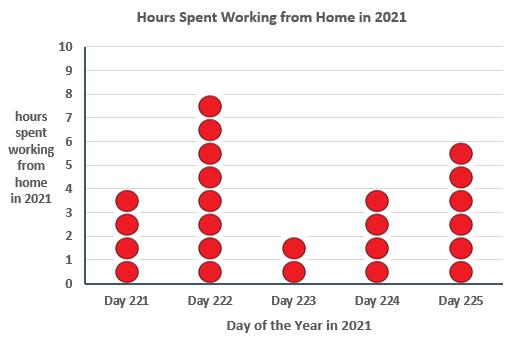 Hours Spent Working from Home in 2021
10
9
8
7
6
5
4
3
2
1
0
hours
spent
working
from
home
in 2021
Day 221 Day 222 Day 223 Day 224 Day 225
Day of the Year in 2021